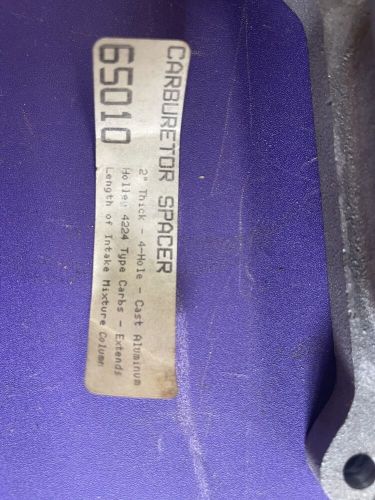 CARBURETOR SPACER
65010
2" Thick - 4-Hole - Cast Aluminum
Holley 4224 Type Carbs - Extends
Length of Intake Mixture Column